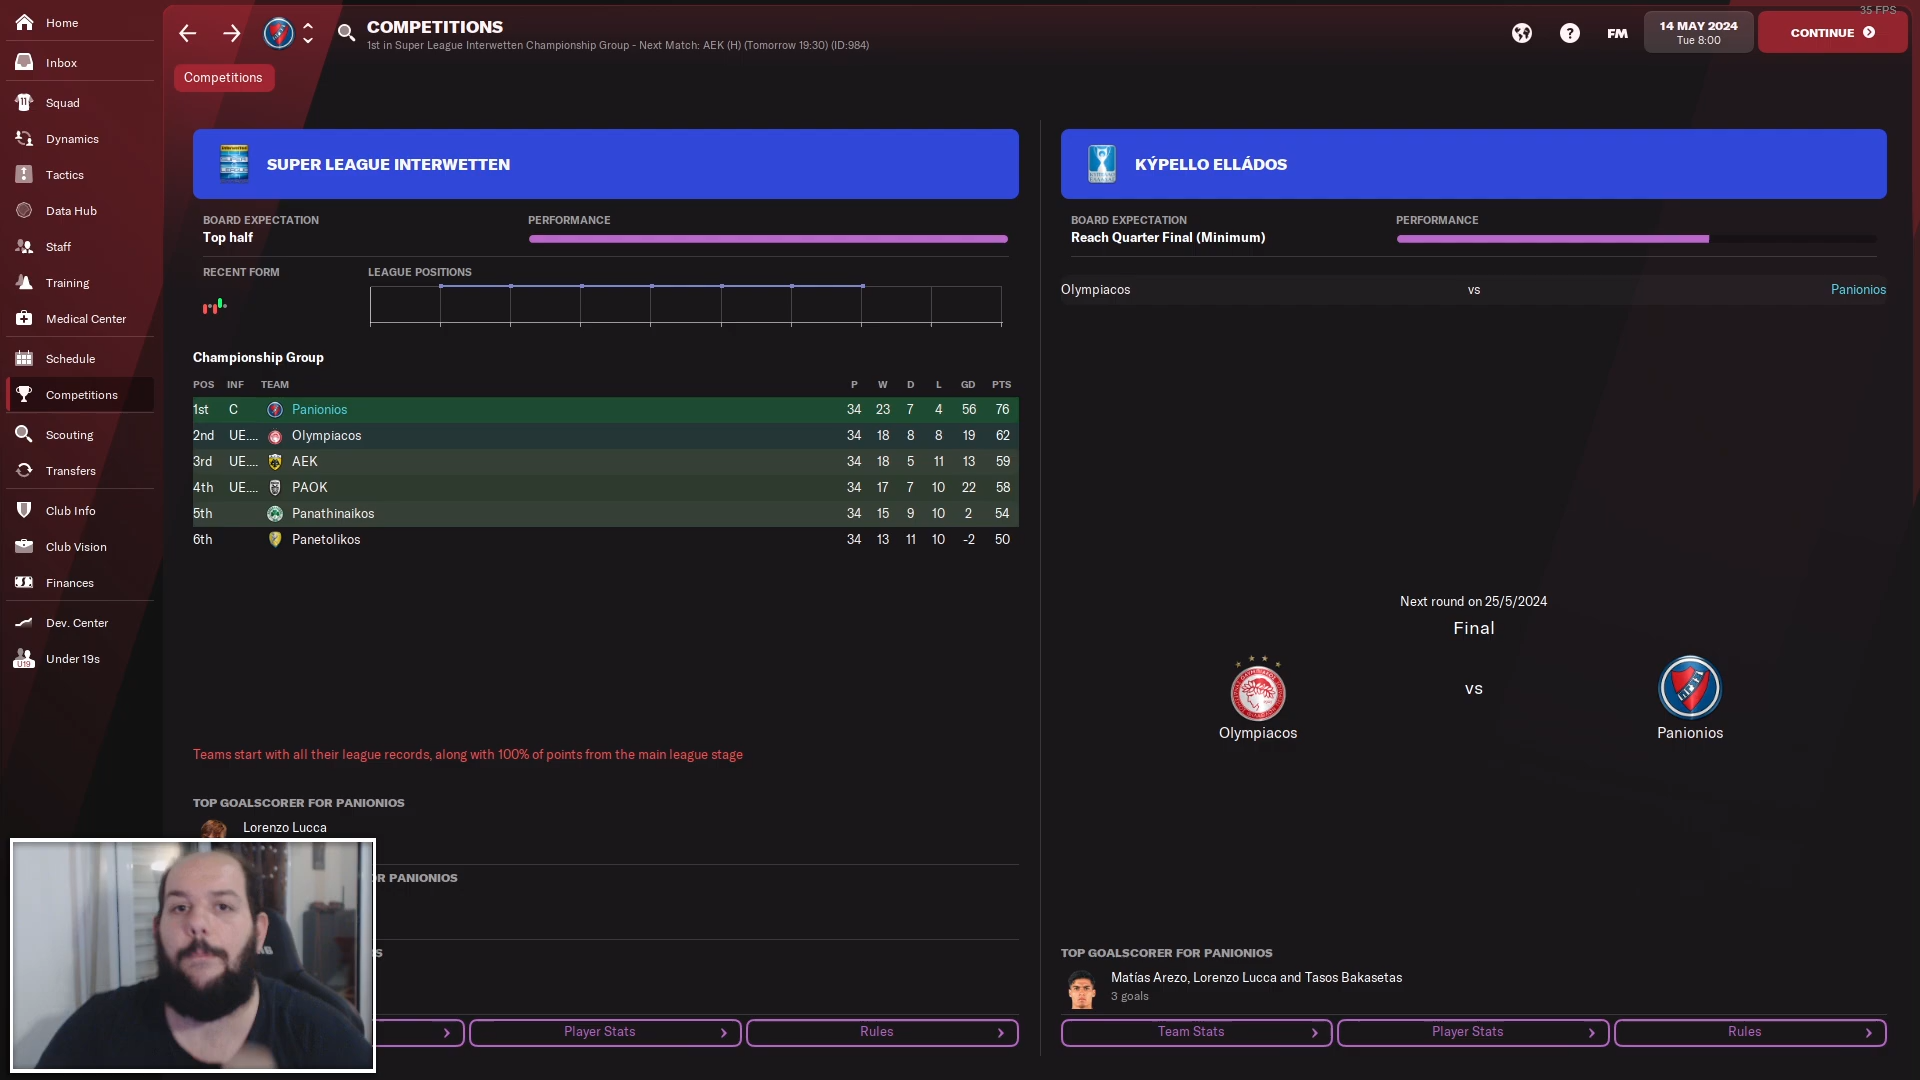 35 FPS
Home
Inbox
Squad
Dynamics
Tactics
Data Hub
Staff
Training
Medical Center
Schedule
Competitions
Scouting
Transfers
Club Info
Club Vision
Finances
Dev. Center
U19
Under 19s
COMPETITIONS
1st in Super League Interwetten Championship Group - Next Match: AEK (H) (Tomorrow 19:30) (ID:984)
?
FM
14 MAY 2024
Tue 8:00
CONTINUE
Competitions
SUPER LEAGUE INTERWETTEN
BOARD EXPECTATION PERFORMANCE
Top half
RECENT FORM LEAGUE POSITIONS
Championship Group
POS INF TEAM P W D L GD PTS
1st C Panionios 34 23 7 4 56 76
2nd UE.... Olympiacos 34 18 8 8 19 62
3rd UE.... AEK 34 18 5 11 13 59
4th UE.... PAOK 34 17 7 10 22 58
5th Panathinaikos 34 15 9 10 2 54
6th Panetolikos 34 13 11 10 -2 50
Teams start with all their league records, along with 100% of points from the main league stage
TOP GOALSCORER FOR PANIONIOS
Lorenzo Lucca
R PANIONIOS
S
Player Stats
Rules
KÝPELLO ELLÁDOS
BOARD EXPECTATION PERFORMANCE
Reach Quarter Final (Minimum)
Olympiacos vs Panionios
Next round on 25/5/2024
Final
vs
Olympiacos Panionios
TOP GOALSCORER FOR PANIONIOS
Matías Arezo, Lorenzo Lucca and Tasos Bakasetas
3 goals
Team Stats
Player Stats
Rules